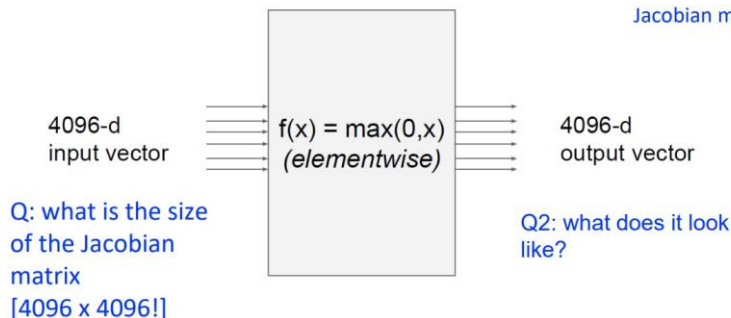 Jacobian m
4096-d
input vector
f(x) = max(0,x)
(elementwise)
4096-d
output vector
Q: what is the size
of the Jacobian
matrix
[4096 x 4096!]
Q2: what does it look
like?